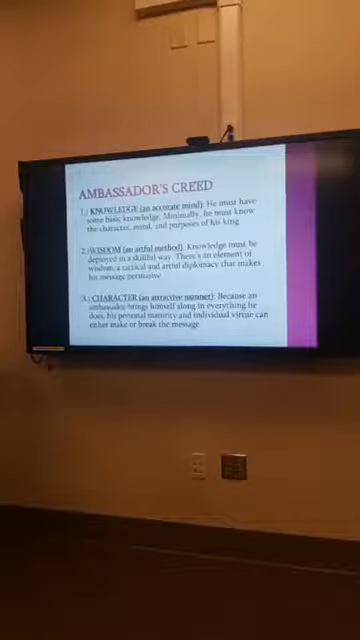 AMBASSADOR'S CREED
1.) KNOWLEDGE (an accurate mind): He must have
some basic knowledge. Minimally, he must know
the character, mind, and purposes of his king.
2.) WISDOM (an artful method): Knowledge must be
deployed in a skillful way. There's an element of
wisdom, a tactical and artful diplomacy that makes
his message persuasive
3.) CHARACTER (an attractive manner): Because an
ambassador brings himself along in everything he
does, his personal maturity and individual virtue can
either make or break the message